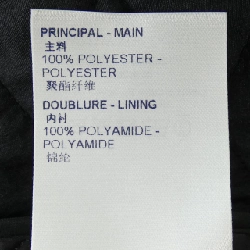 PRINCIPAL - MAIN
主料
100% POLYESTER -
POLYESTER
聚酯纤维
DOUBLURE - LINING
内衬
100% POLYAMIDE -
POLYAMIDE
锦纶